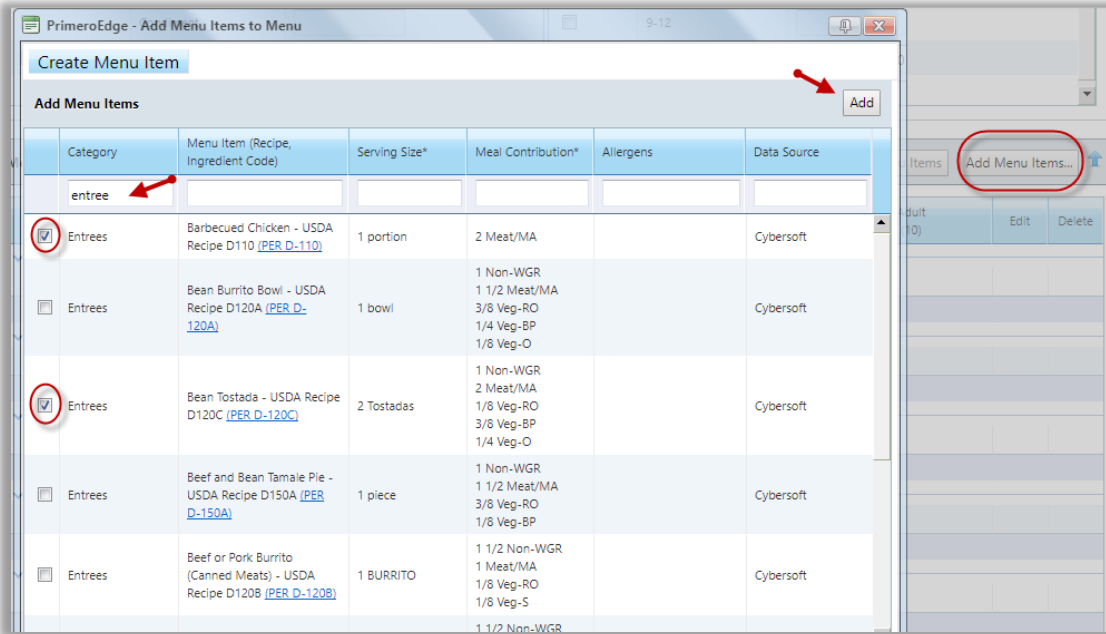 PrimeroEdge - Add Menu Items to Menu
9-12
Create Menu Item
Add Menu Items
Add
Category
Menu Item (Recipe,
Ingredient Code)
Serving Size*
Meal Contribution*
Allergens
Data Source
Items
Add Menu Items...
entree
Adult
Edit
Delete
Entrees
Barbecued Chicken - USDA
Recipe D110 (PER D-110)
1 portion
2 Meat/MA
Cybersoft
Entrees
Bean Burrito Bowl - USDA
Recipe D120A (PER D-
120A)
1 bowl
1 Non-WGR
1 1/2 Meat/MA
3/8 Veg-RO
1/4 Veg-BP
1/8 Veg-O
Cybersoft
Entrees
Bean Tostada - USDA Recipe
D120C (PER D-120C)
2 Tostadas
1 Non-WGR
2 Meat/MA
1/8 Veg-RO
3/8 Veg-BP
1/4 Veg-O
Cybersoft
Entrees
Beef and Bean Tamale Pie -
USDA Recipe D150A (PER
D-150A)
1 piece
1 Non-WGR
1 1/2 Meat/MA
3/8 Veg-RO
1/8 Veg-BP
Cybersoft
Entrees
Beef or Pork Burrito
(Canned Meats) - USDA
Recipe D120B (PER D-120B)
1 BURRITO
1 1/2 Non-WGR
1 Meat/MA
1/8 Veg-RO
1/8 Veg-S
Cybersoft
1 1/2 Non-WGR